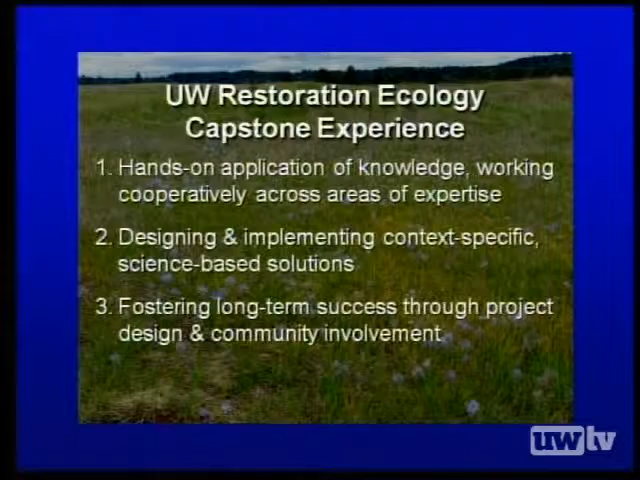 UW Restoration Ecology
Capstone Experience
1. Hands-on application of knowledge, working
cooperatively across areas of expertise
2. Designing & implementing context-specific,
science-based solutions
3. Fostering long-term success through project
design & community involvement
uwtv